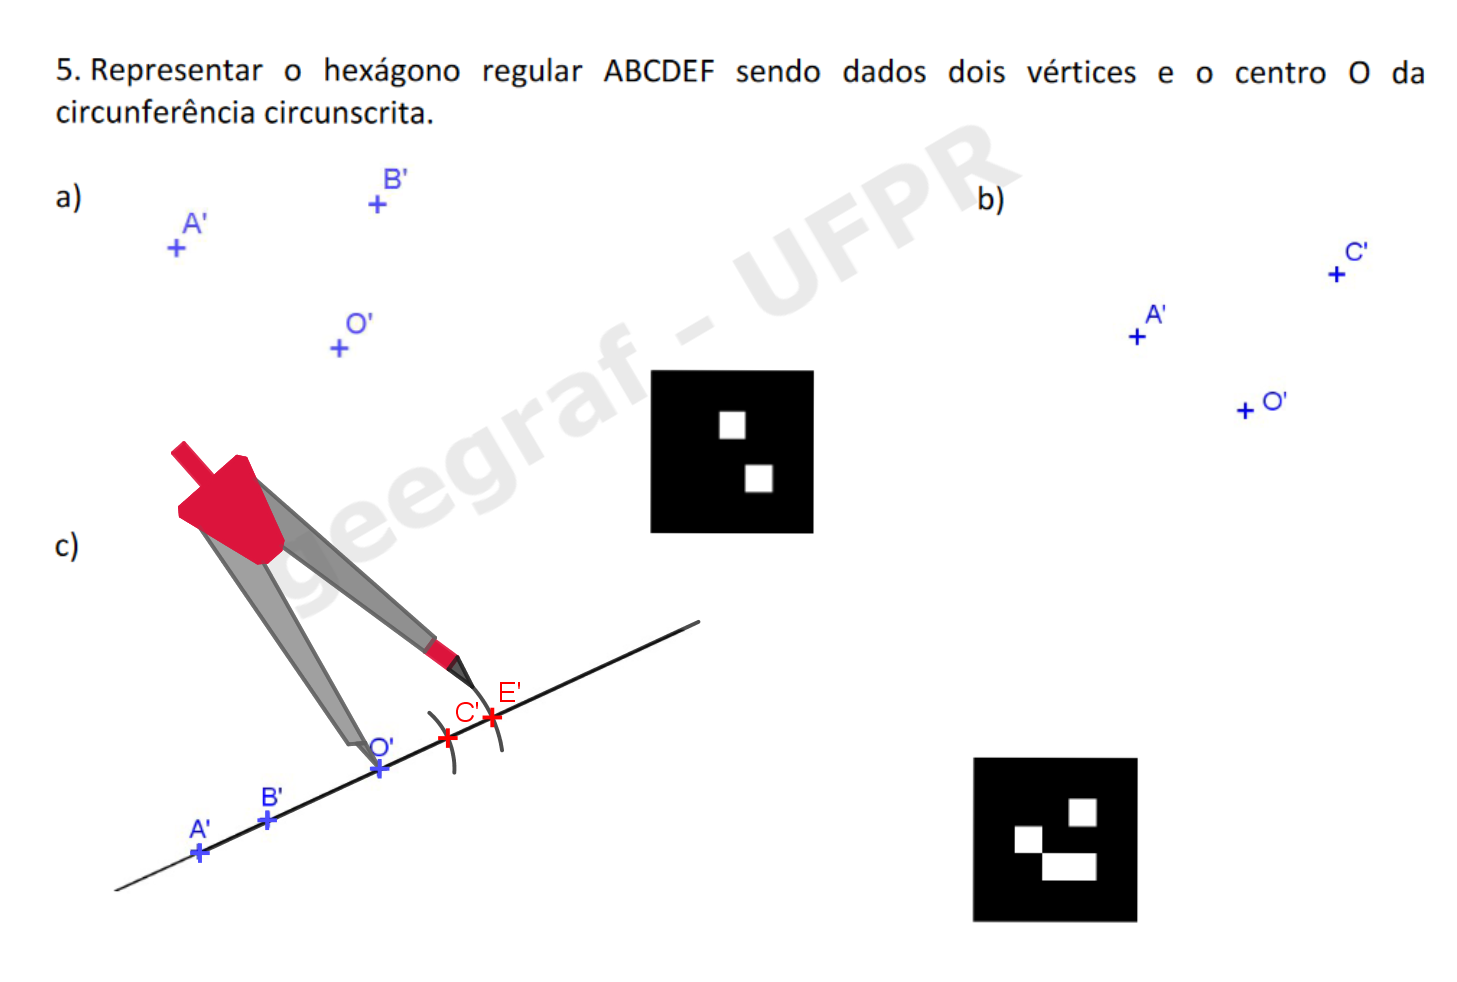 5. Representar o hexágono regular ABCDEF sendo dados dois vértices e o centro O da
circunferência circunscrita.
a)
A'
B'
O'
b)
A'
C'
O'
geegraf - UFPR
c)
A'
B'
O'
C'
E'